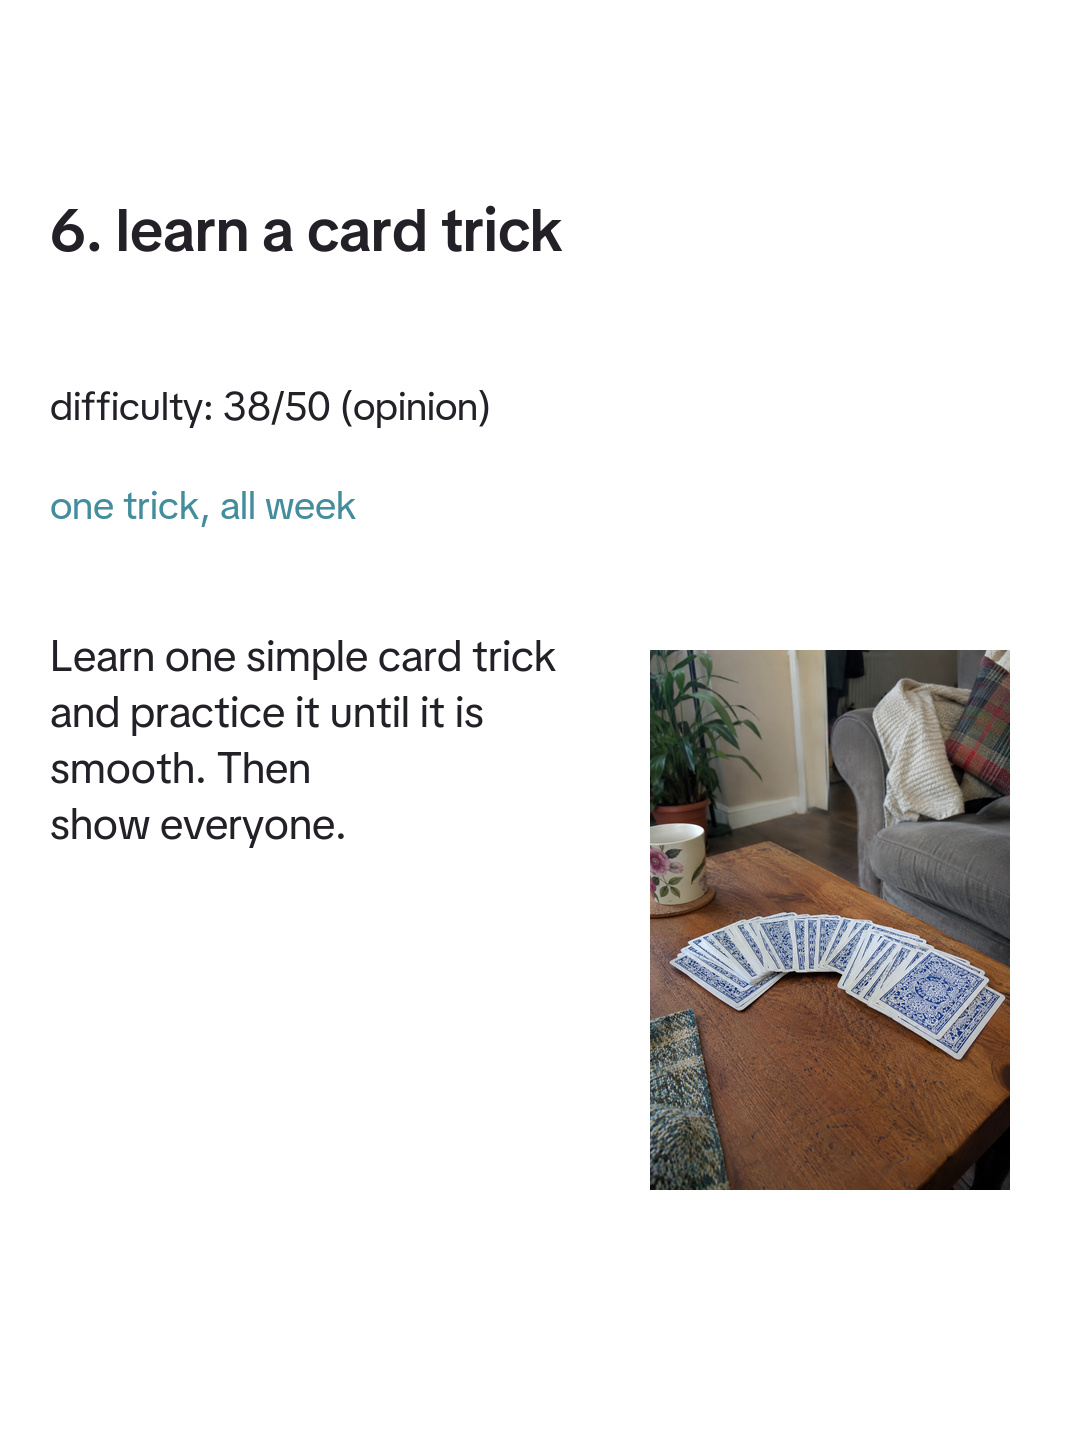 6. learn a card trick
difficulty: 38/50 (opinion)
one trick, all week
Learn one simple card trick
and practice it until it is
smooth. Then
show everyone.